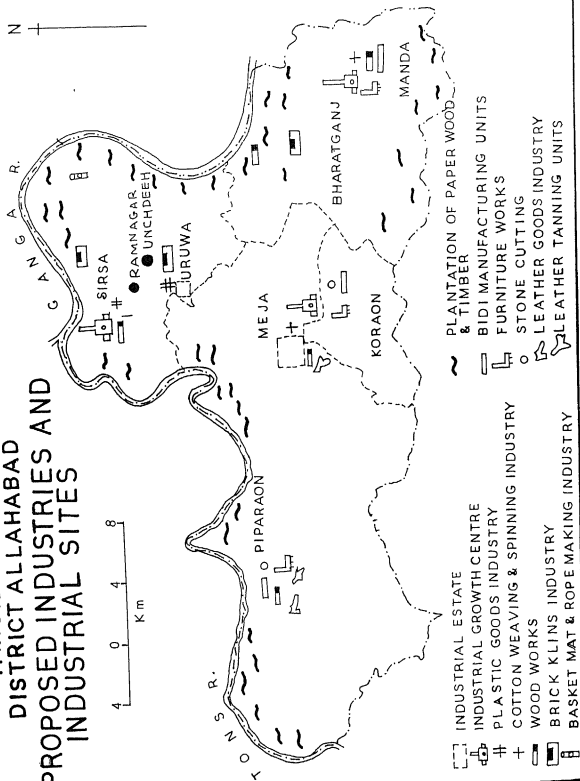 DISTRICT ALLAHABAD
PROPOSED INDUSTRIES AND
INDUSTRIAL SITES
4 0 4 8
Km
N
GANGA R.
TONS R.
SIRSA
RAMNAGAR
UNCHDEEH
URUWA
MEJA
KORAON
BHARATGANJ
MANDA
PIPARAON
INDUSTRIAL ESTATE
INDUSTRIAL GROWTH CENTRE
PLASTIC GOODS INDUSTRY
COTTON WEAVING & SPINNING INDUSTRY
WOOD WORKS
BRICK KLINS INDUSTRY
BASKET MAT & ROPE MAKING INDUSTRY
PLANTATION OF PAPER WOOD
& TIMBER
BIDI MANUFACTURING UNITS
FURNITURE WORKS
STONE CUTTING
LEATHER GOODS INDUSTRY
LEATHER TANNING UNITS